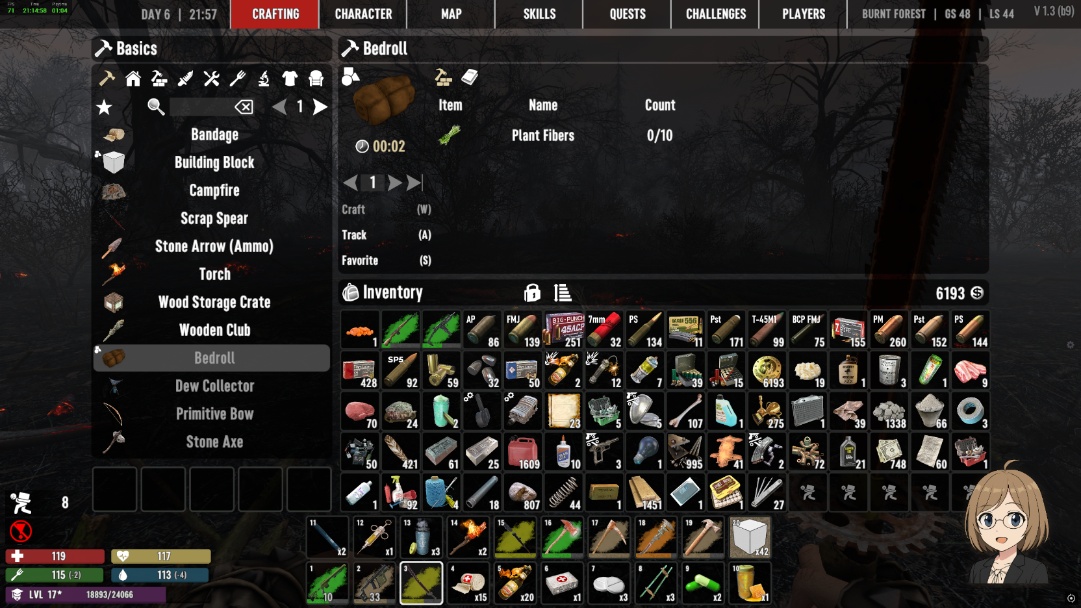 DAY 6 | 21:57
CRAFTING
CHARACTER
MAP
SKILLS
QUESTS
CHALLENGES
PLAYERS
BURNT FOREST | GS 48 | LS 44
V 1.3 (b9)
Basics
1
Bandage
Building Block
Campfire
Scrap Spear
Stone Arrow (Ammo)
Torch
Wood Storage Crate
Wooden Club
Bedroll
Dew Collector
Primitive Bow
Stone Axe
Bedroll
Item Name Count
Plant Fibers 0/10
00:02
1
Craft (W)
Track (A)
Favorite (S)
Inventory
6193
1 1 1 AP 86 FMJ 139 251 7mm 32 PS 134 11 Pst 171 T-45M1 99 BCP FMJ 75 155 PM 260 Pst 152 PS 144
428 SP5 92 59 32 50 2 12 7 39 15 6193 19 1 3 1 9
70 24 2 1 1 23 5 1 107 1 275 1 39 1338 66 3
50 421 61 25 1609 10 3 1 995 41 2 72 21 748 60 1
1 92 4 18 807 44 1 1451 1 1 27
11 x2 12 x1 13 x3 14 x2 15 16 17 18 19 x42
1 10 2 33 3 4 x15 5 x20 6 x1 7 x3 8 x3 9 x2 10 x1
8
119
117
115 (-2)
113 (-4)
LVL 17* 18893/24066